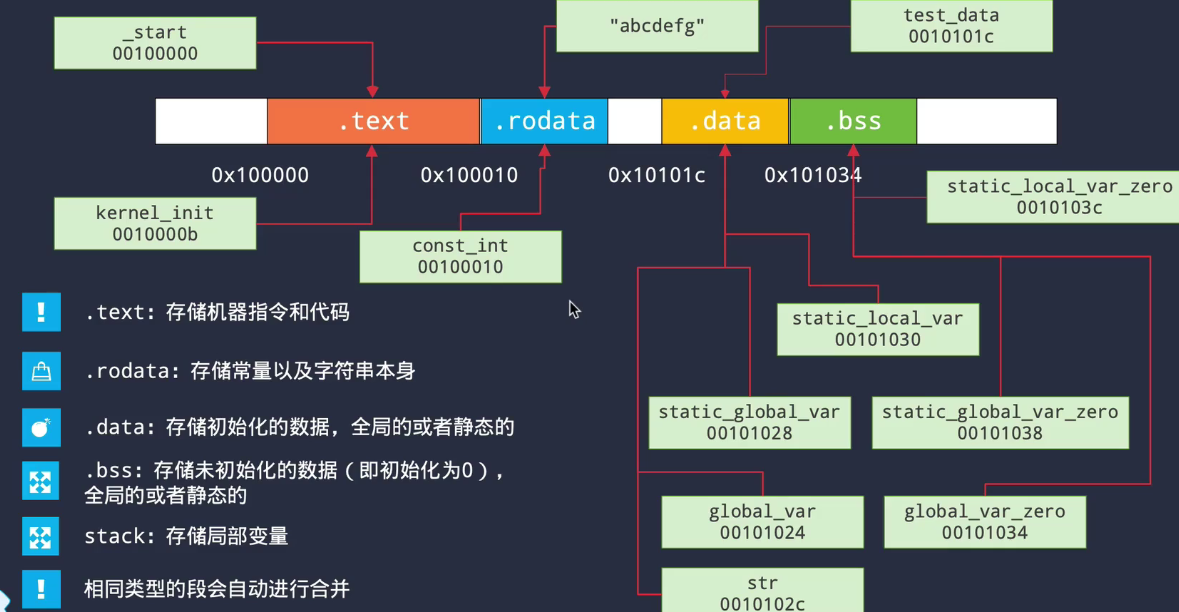 _start
00100000
"abcdefg"
test_data
0010101c
.text
.rodata
.data
.bss
0x100000
0x100010
0x10101c
0x101034
kernel_init
0010000b
const_int
00100010
static_local_var_zero
0010103c
static_local_var
00101030
static_global_var
00101028
static_global_var_zero
00101038
global_var
00101024
global_var_zero
00101034
str
0010102c
.text: 存储机器指令和代码
.rodata: 存储常量以及字符串本身
.data: 存储初始化的数据, 全局的或者静态的
.bss: 存储未初始化的数据(即初始化为0),
全局的或者静态的
stack: 存储局部变量
相同类型的段会自动进行合并